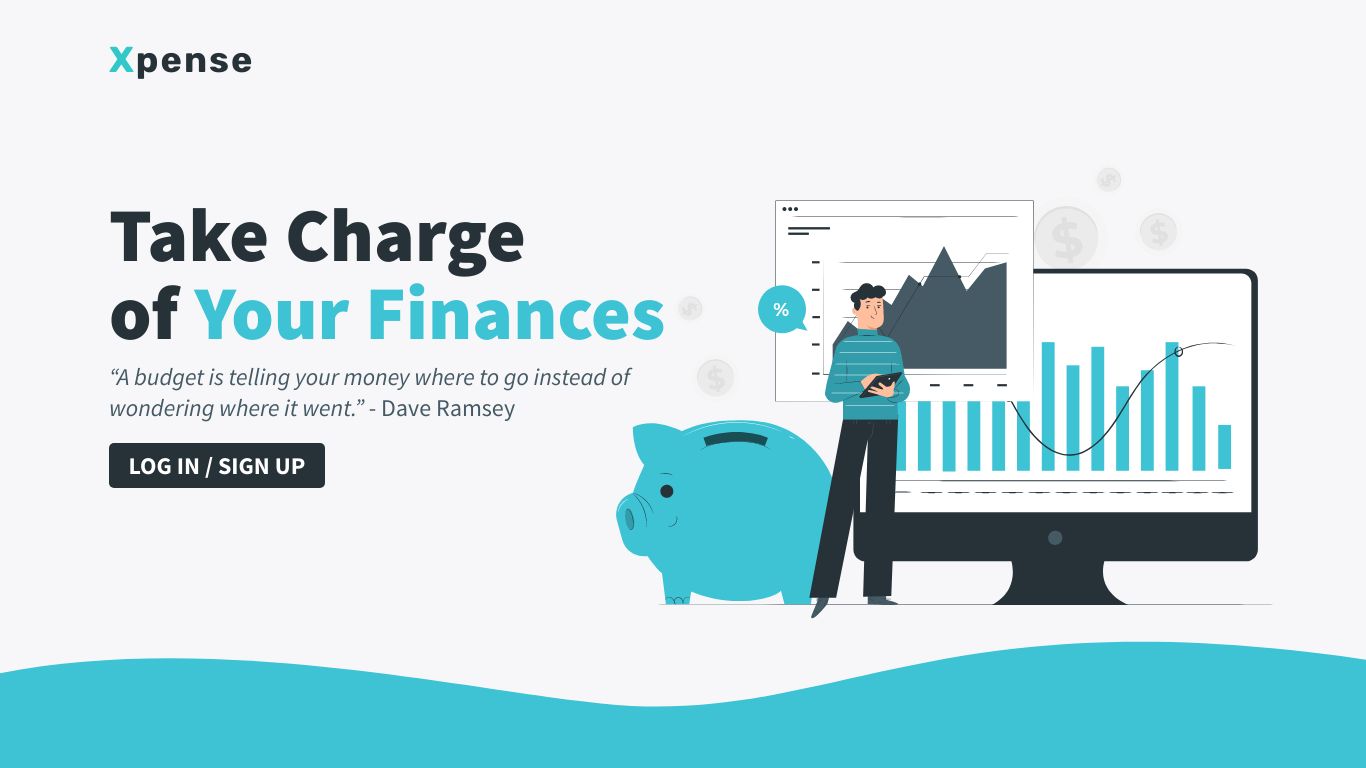 Xpense
Take Charge
of Your Finances
“A budget is telling your money where to go instead of
wondering where it went.” - Dave Ramsey
LOG IN / SIGN UP
%
$
$
$
$
$